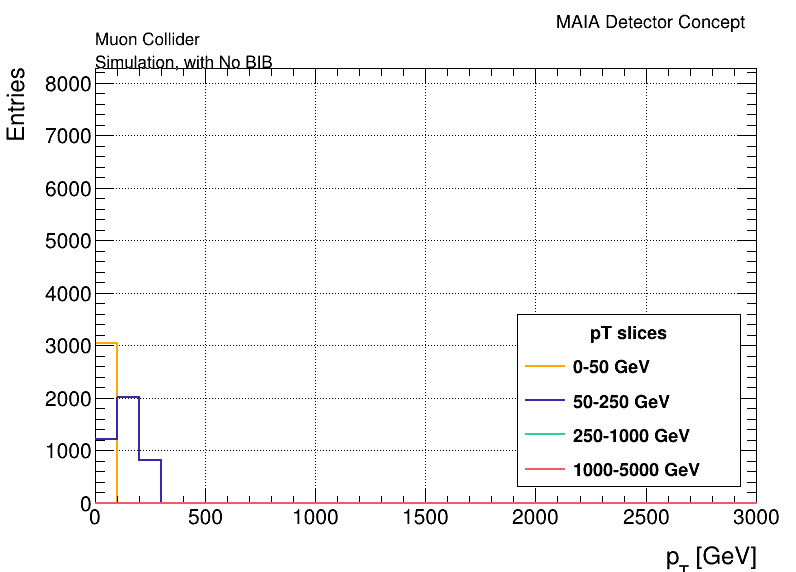 MAIA Detector Concept
Muon Collider
Simulation, with No BIB
Entries
8000
7000
6000
5000
4000
3000
2000
1000
0
pT slices
0-50 GeV
50-250 GeV
250-1000 GeV
1000-5000 GeV
0 500 1000 1500 2000 2500 3000
p_T [GeV]